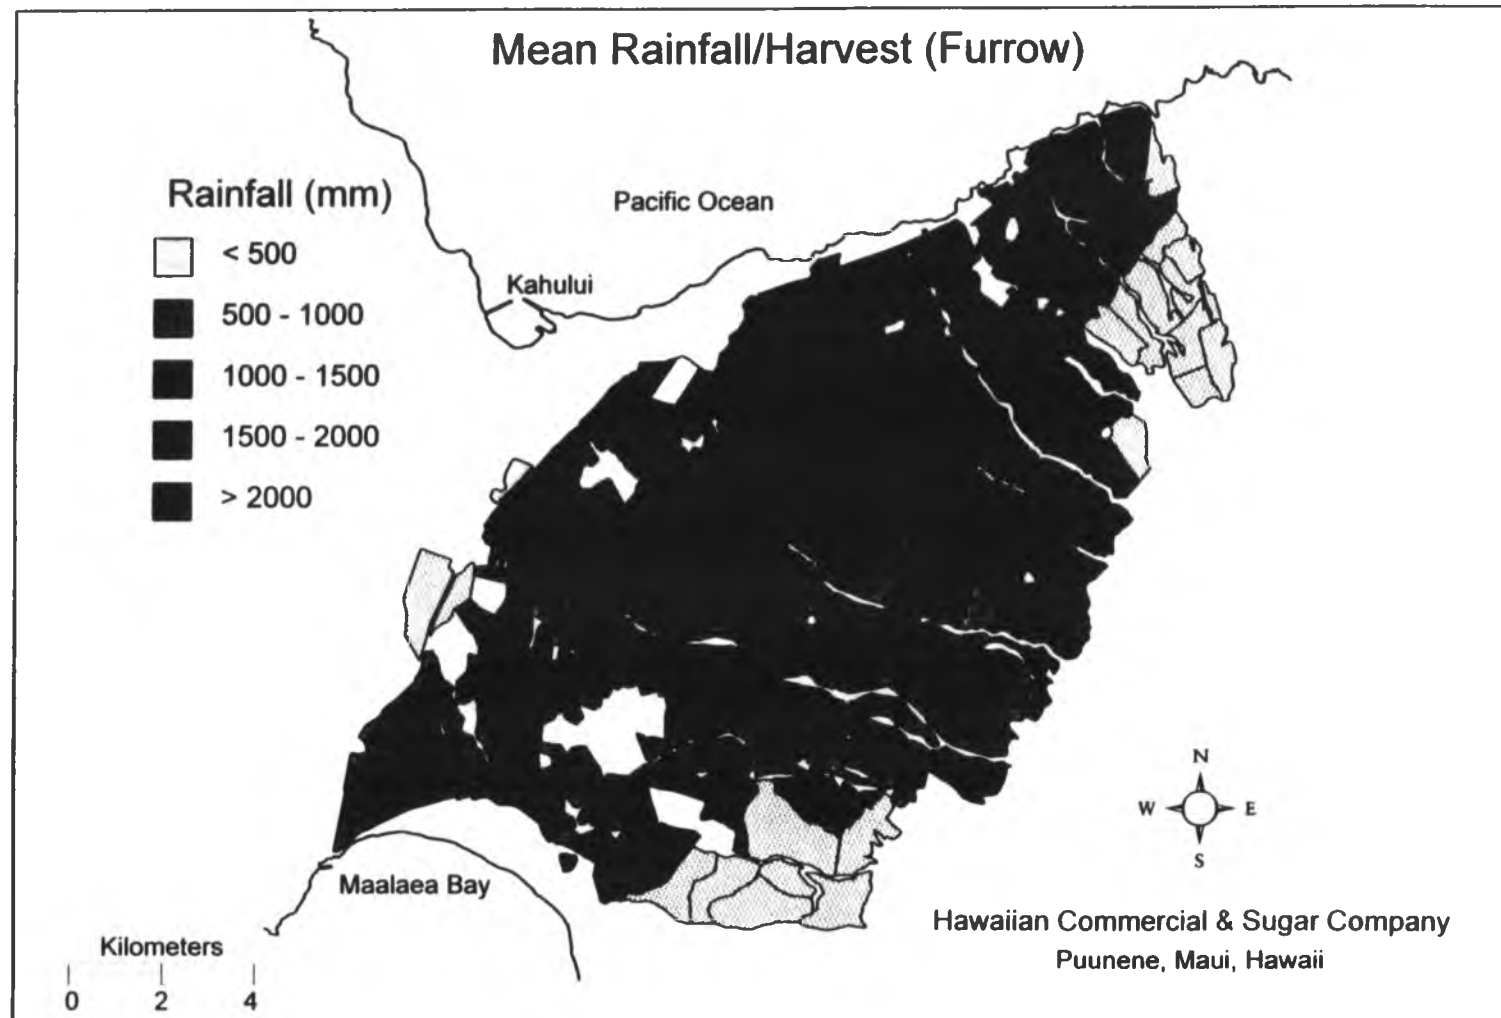 Mean Rainfall/Harvest (Furrow)
Rainfall (mm)
< 500
500 - 1000
1000 - 1500
1500 - 2000
> 2000
Pacific Ocean
Kahului
N
W E
S
Maalaea Bay
Hawaiian Commercial & Sugar Company
Puunene, Maui, Hawaii
Kilometers
0 2 4